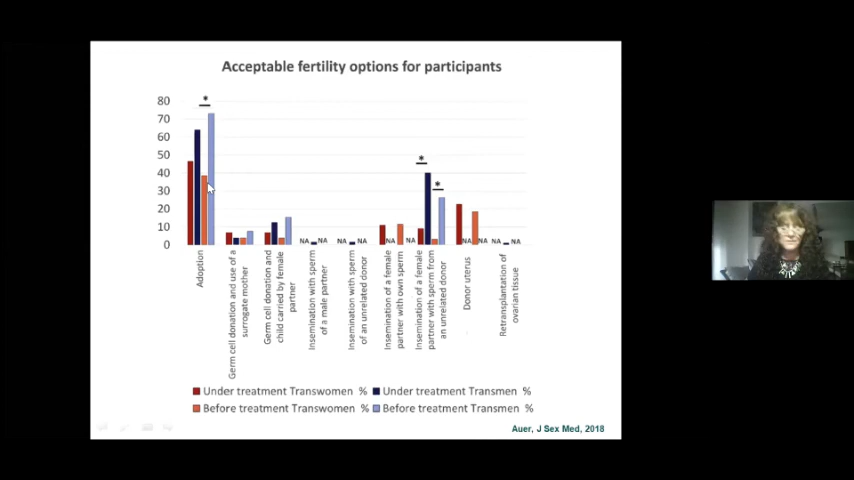 Acceptable fertility options for participants
*
*
*
80
70
60
50
40
30
20
10
0
NA NA NA NA NA NA NA NA NA NA
Adoption
Germ cell donation and use of a
surrogate mother
Germ cell donation and
child carried by female
partner
Insemination with sperm
of a male partner
Insemination with sperm
of an unrelated donor
Insemination of a female
partner with own sperm
Insemination of a female
partner with sperm from
an unrelated donor
Donor uterus
Retransplantation of
ovarian tissue
Under treatment Transwomen %
Under treatment Transmen %
Before treatment Transwomen %
Before treatment Transmen %
Auer, J Sex Med, 2018